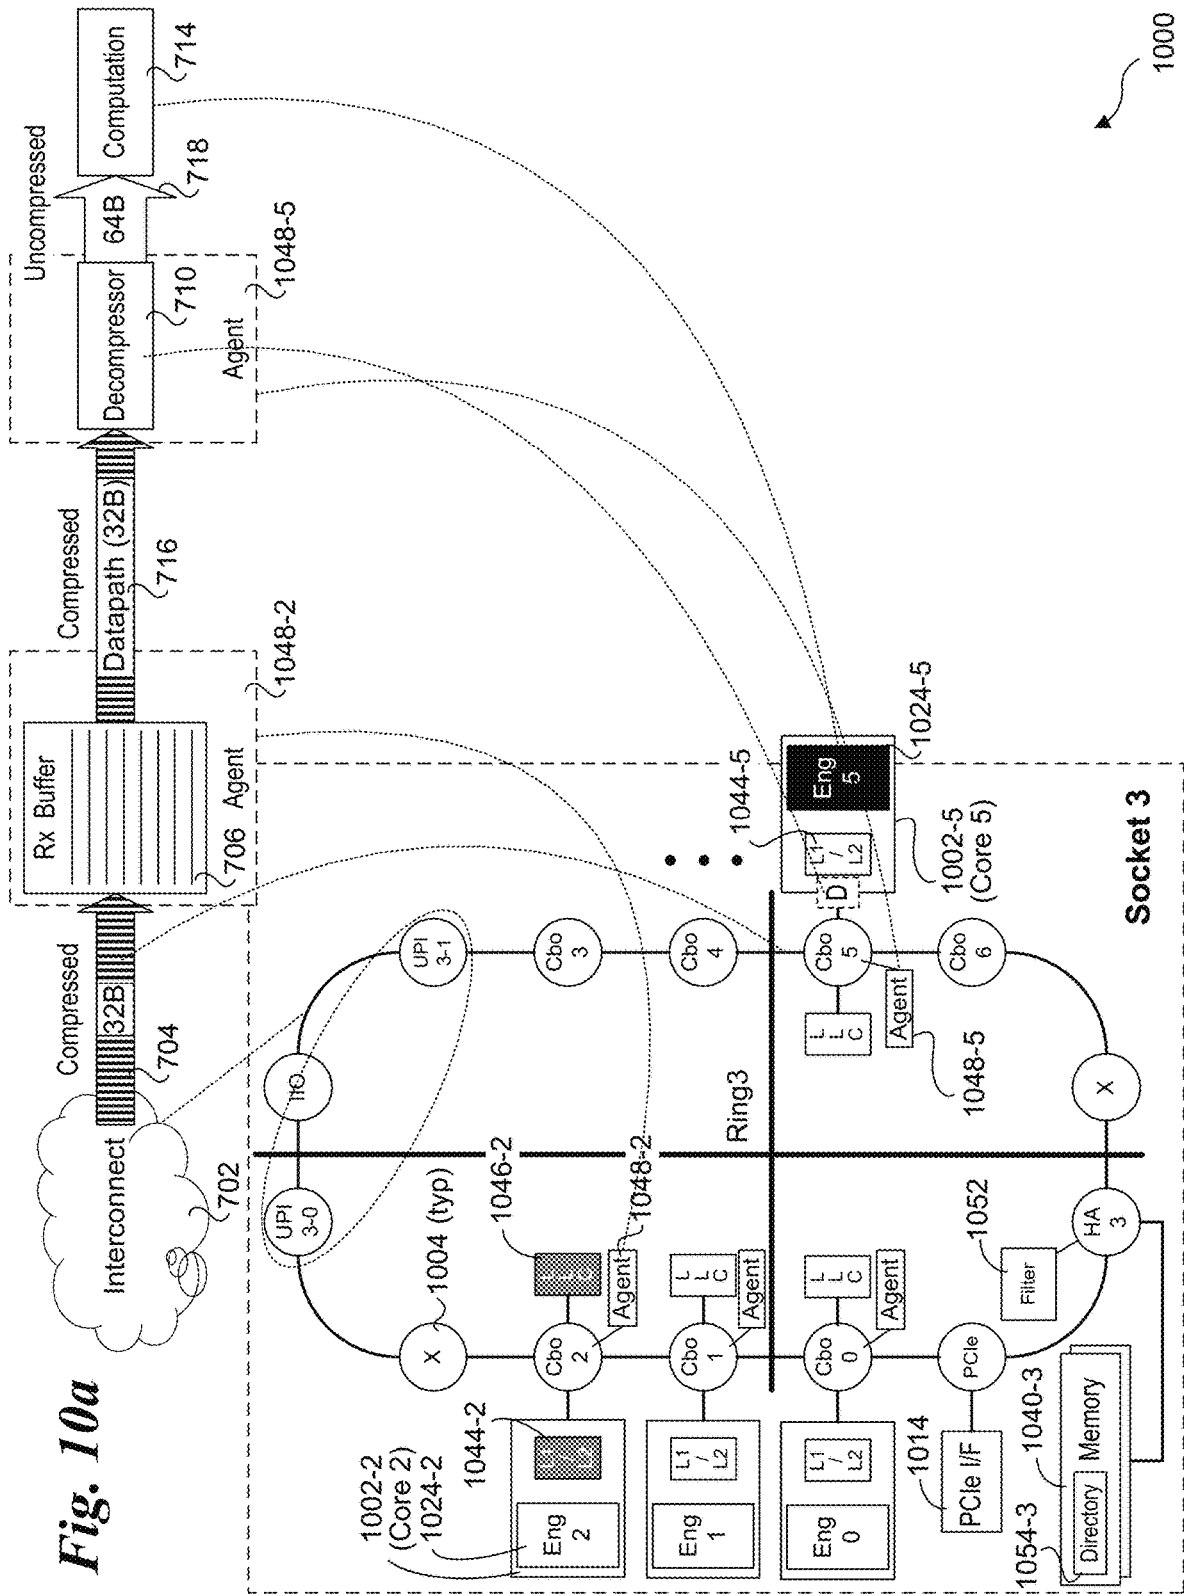 Fig. 10a
Interconnect
702
Compressed
32B
704
Rx Buffer
706
Agent
1048-2
Compressed
Datapath (32B)
716
Decompressor
710
Agent
1048-5
Uncompressed
64B
718
Computation
714
1000
UPI
3-0
I/O
UPI
3-1
X
1004 (typ)
1002-2
(Core 2)
1024-2
Eng
2
1044-2
Cbo
2
1046-2
Agent
1048-2
Cbo
3
Eng
1
L1
/
L2
Cbo
1
L
L
C
Agent
Cbo
4
Ring3
Eng
0
L1
/
L2
Cbo
0
L
L
C
Agent
L
L
C
Cbo
5
Agent
1048-5
D
L1
/
L2
1044-5
Eng
5
1024-5
1002-5
(Core 5)
PCIe I/F
1014
PCIe
Filter
1052
Cbo
6
1054-3
Directory
Memory
1040-3
HA
3
X
Socket 3